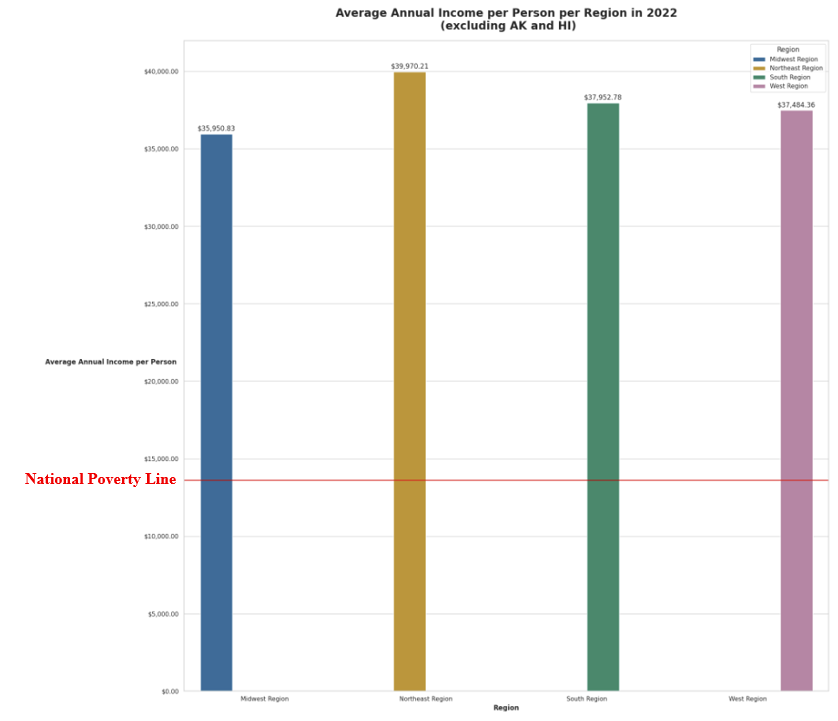 Average Annual Income per Person per Region in 2022
(excluding AK and HI)
Region
Midwest Region
Northeast Region
South Region
West Region
$40,000.00
$35,000.00
$30,000.00
$25,000.00
$20,000.00
$15,000.00
$10,000.00
$5,000.00
$0.00
$35,950.83
$39,970.21
$37,952.78
$37,484.36
Average Annual Income per Person
National Poverty Line
Midwest Region
Northeast Region
South Region
West Region
Region